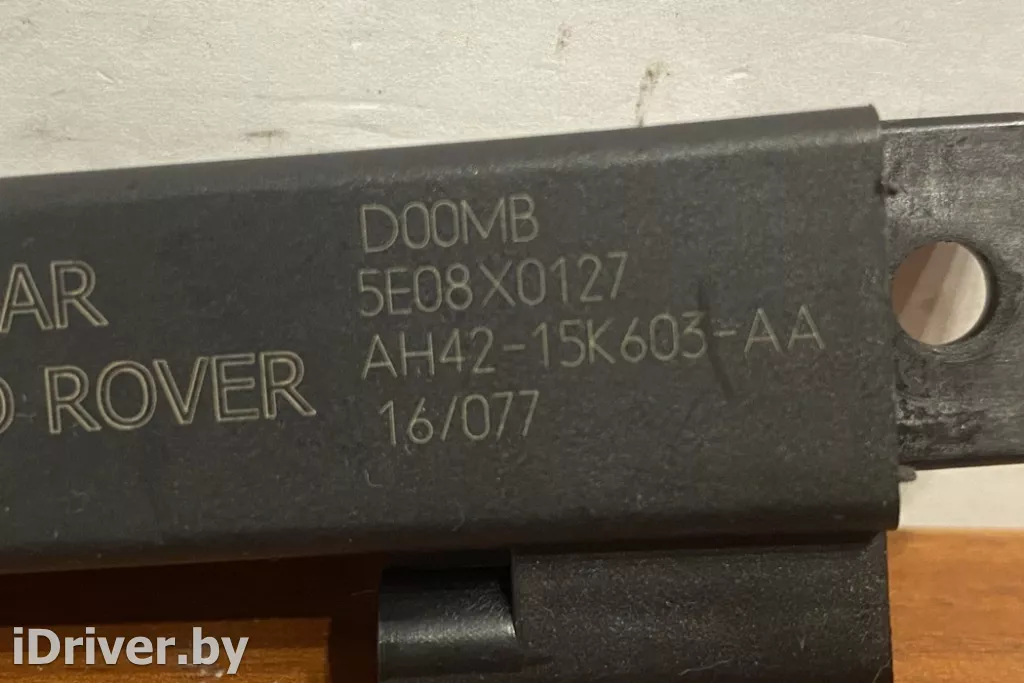 D00MB
5E08X0127
AH42-15K603-AA
16/077
AR
D ROVER
iDriver.by